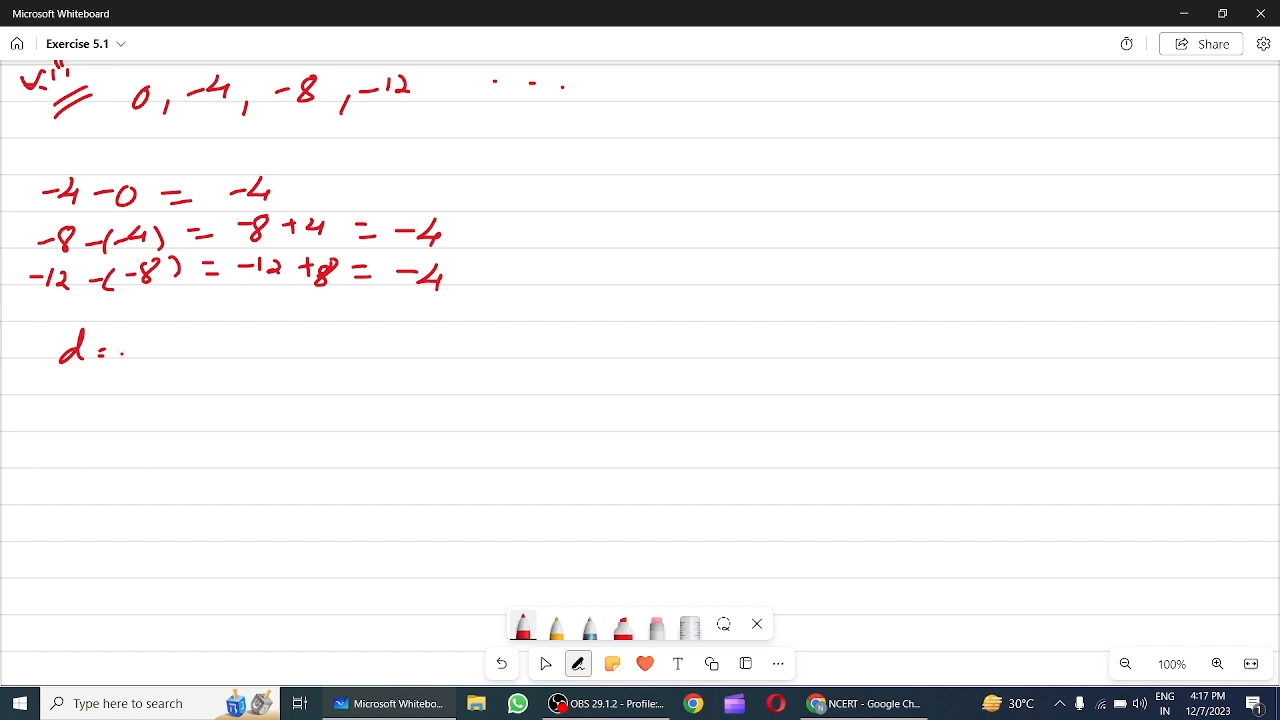 Microsoft Whiteboard
Exercise 5.1
Share
viii 0, -4, -8, -12 . . .
-4 - 0 = -4
-8 - (-4) = -8 + 4 = -4
-12 - (-8) = -12 + 8 = -4
d = .
100%
Type here to search
Microsoft Whitebo...
OBS 29.1.2 - Profile...
NCERT - Google Ch...
30°C
ENG
IN
4:17 PM
12/7/2023